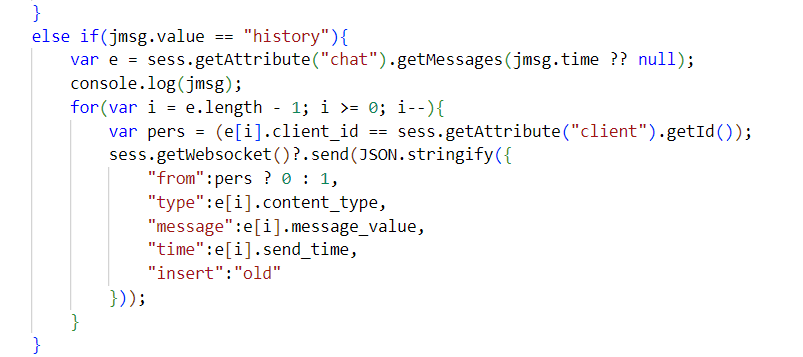 }
else if(jmsg.value == "history"){
var e = sess.getAttribute("chat").getMessages(jmsg.time ?? null);
console.log(jmsg);
for(var i = e.length - 1; i >= 0; i--){
var pers = (e[i].client_id == sess.getAttribute("client").getId());
sess.getWebsocket()?.send(JSON.stringify({
"from":pers ? 0 : 1,
"type":e[i].content_type,
"message":e[i].message_value,
"time":e[i].send_time,
"insert":"old"
}));
}
}